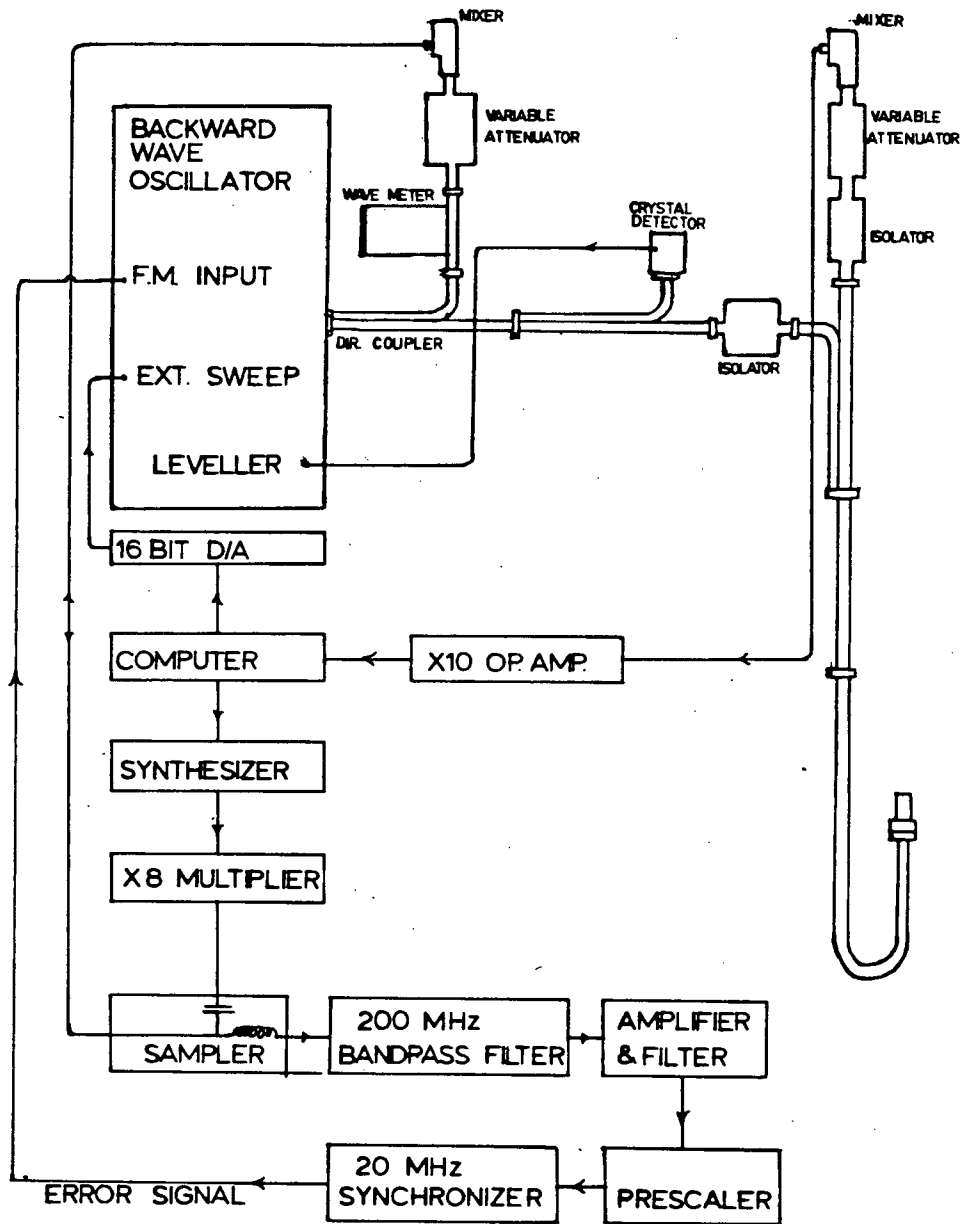 MIXER
MIXER
VARIABLE
ATTENUATOR
VARIABLE
ATTENUATOR
BACKWARD
WAVE
OSCILLATOR
WAVE METER
CRYSTAL
DETECTOR
ISOLATOR
F.M. INPUT
DIR. COUPLER
ISOLATOR
EXT. SWEEP
LEVELLER
16 BIT D/A
COMPUTER
X10 OP. AMP.
SYNTHESIZER
X8 MULTIPLIER
SAMPLER
200 MHz
BANDPASS FILTER
AMPLIFIER
& FILTER
20 MHz
SYNCHRONIZER
PRESCALER
ERROR SIGNAL